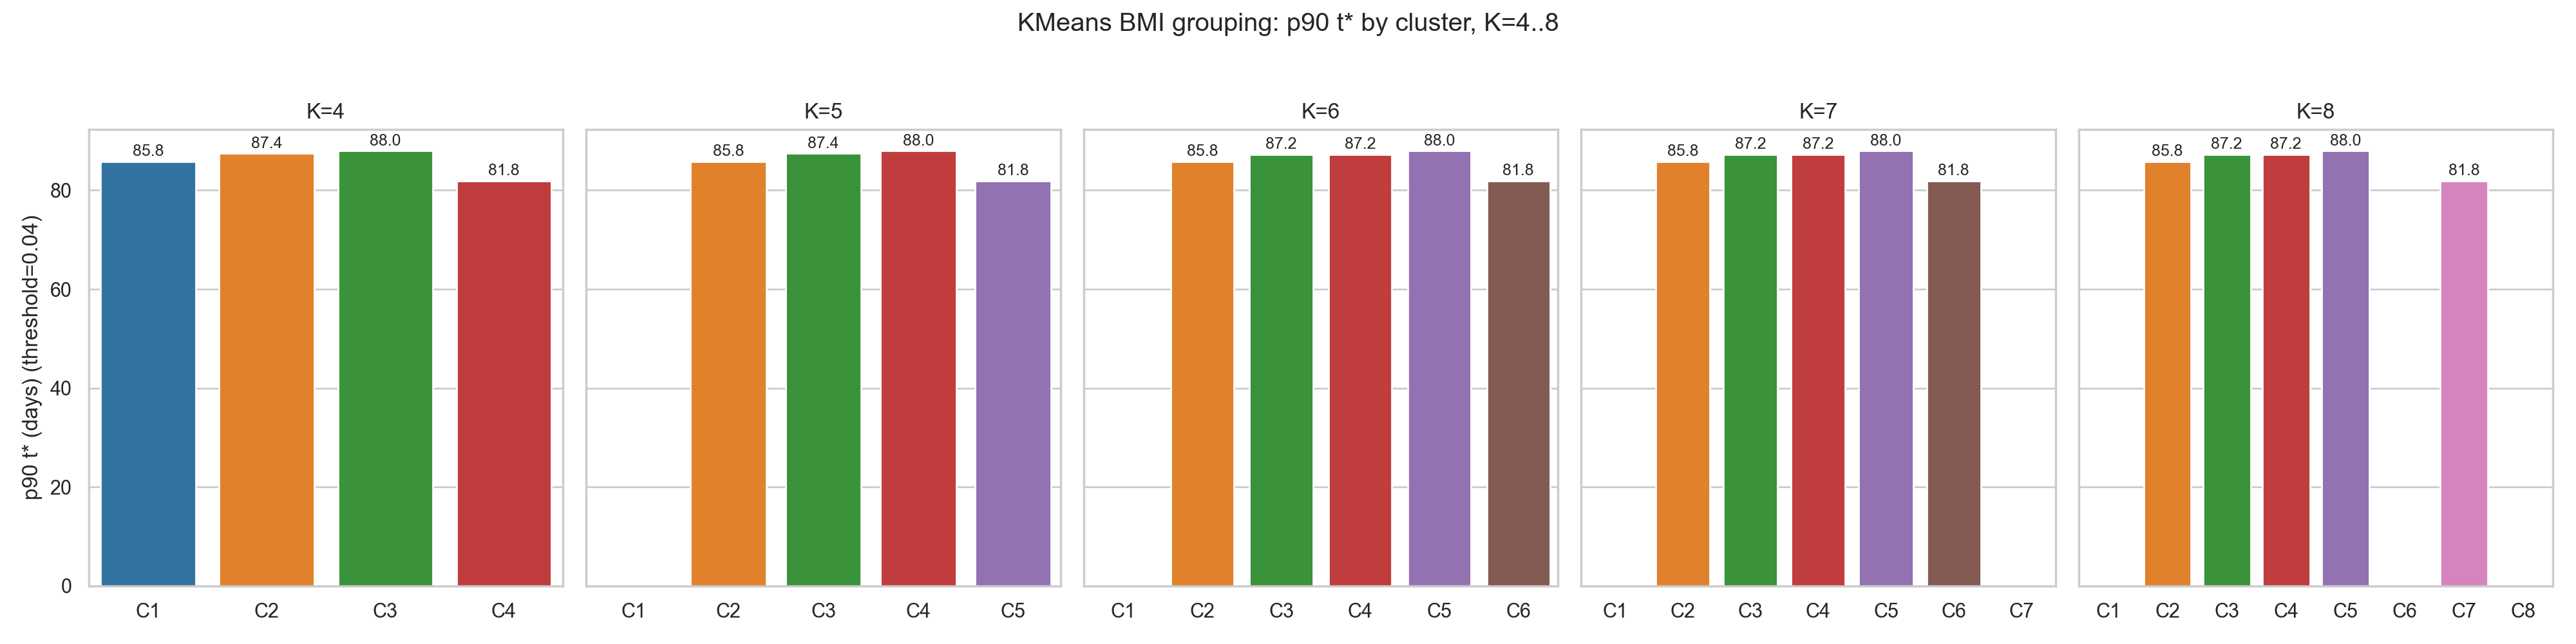 KMeans BMI grouping: p90 t* by cluster, K=4..8
K=4
K=5
K=6
K=7
K=8
p90 t* (days) (threshold=0.04)
80
60
40
20
0
85.8
87.4
88.0
81.8
C1 C2 C3 C4
85.8
87.4
88.0
81.8
C1 C2 C3 C4 C5
85.8
87.2
87.2
88.0
81.8
C1 C2 C3 C4 C5 C6
85.8
87.2
87.2
88.0
81.8
C1 C2 C3 C4 C5 C6 C7
85.8
87.2
87.2
88.0
81.8
C1 C2 C3 C4 C5 C6 C7 C8